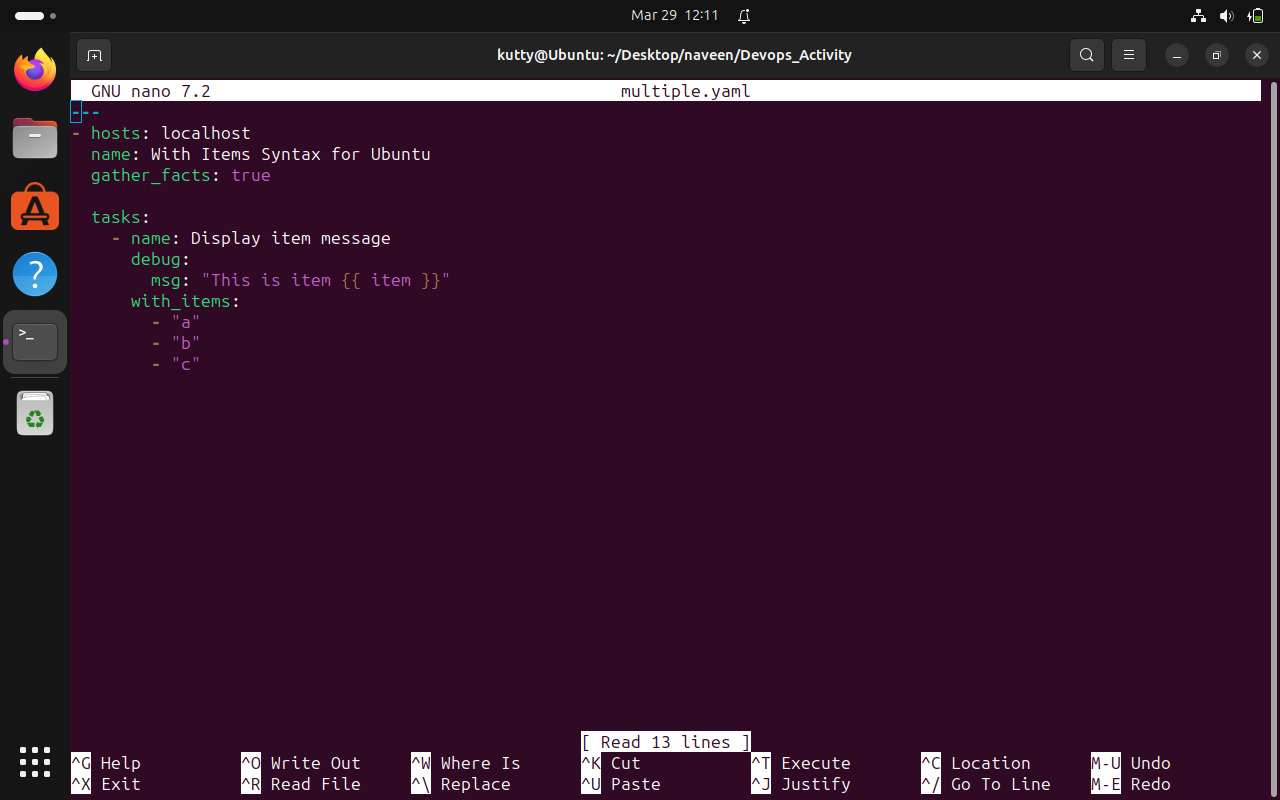 Mar 29 12:11
kutty@Ubuntu: ~/Desktop/naveen/Devops_Activity
GNU nano 7.2 multiple.yaml
---
- hosts: localhost
  name: With Items Syntax for Ubuntu
  gather_facts: true

  tasks:
    - name: Display item message
      debug:
        msg: "This is item {{ item }}"
      with_items:
        - "a"
        - "b"
        - "c"
[ Read 13 lines ]
^G Help ^O Write Out ^W Where Is ^K Cut ^T Execute ^C Location M-U Undo
^X Exit ^R Read File ^\ Replace ^U Paste ^J Justify ^/ Go To Line M-E Redo